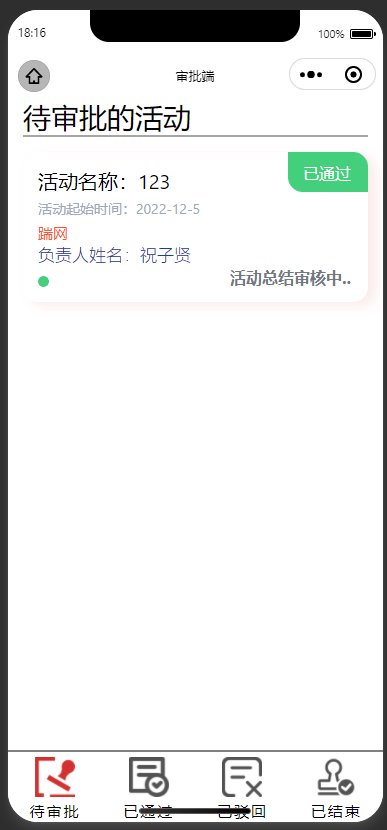 18:16
100%
审批端
待审批的活动
已通过
活动名称：123
活动起始时间：2022-12-5
踹网
负责人姓名：祝子贤
活动总结审核中..
待审批
已通过
已驳回
已结束